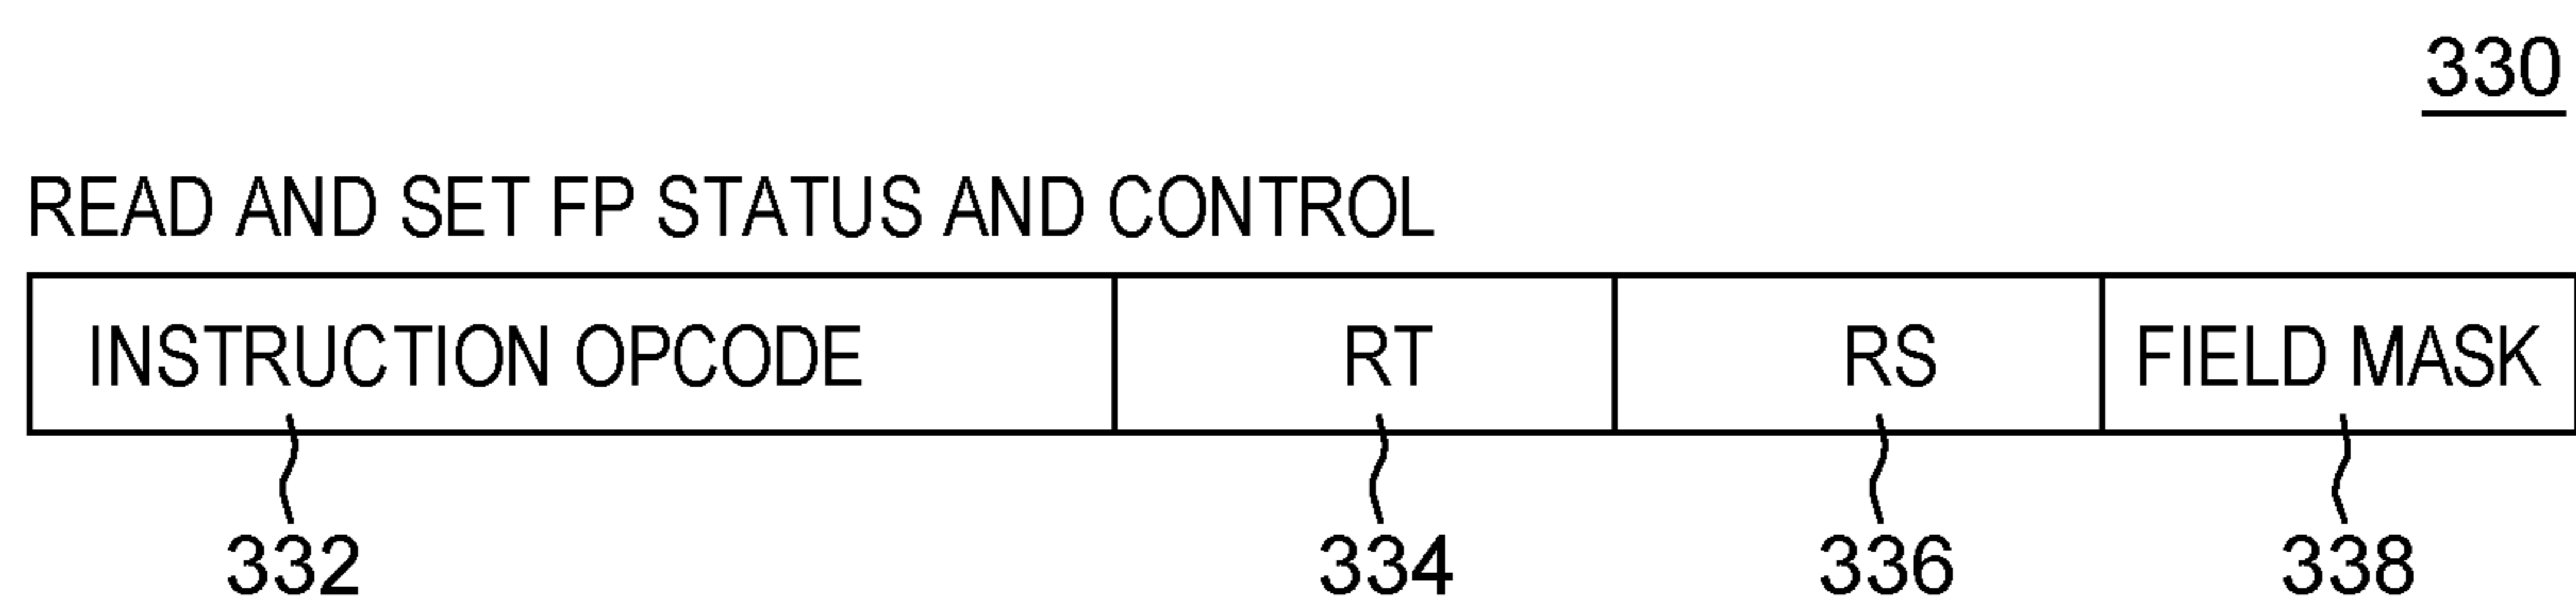 330
READ AND SET FP STATUS AND CONTROL
INSTRUCTION OPCODE RT RS FIELD MASK
332 334 336 338